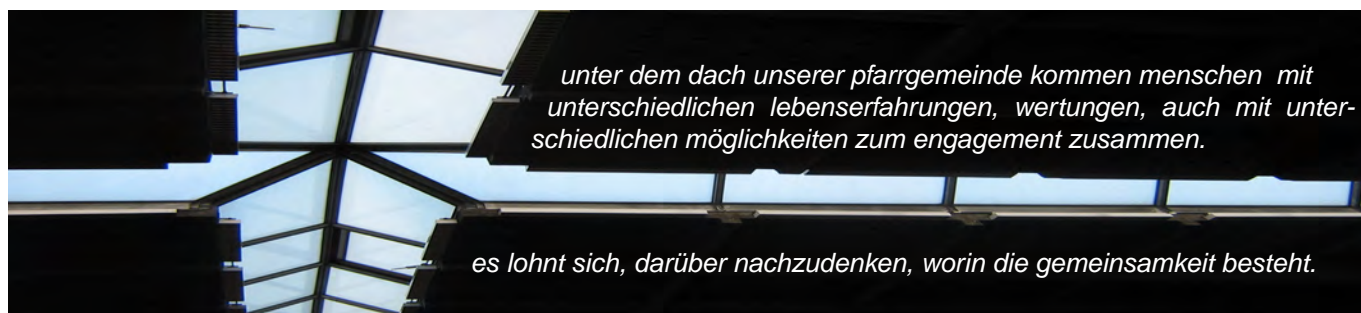 unter dem dach unserer pfarrgemeinde kommen menschen mit
unterschiedlichen lebenserfahrungen, wertungen, auch mit unter-
schiedlichen möglichkeiten zum engagement zusammen.
es lohnt sich, darüber nachzudenken, worin die gemeinsamkeit besteht.